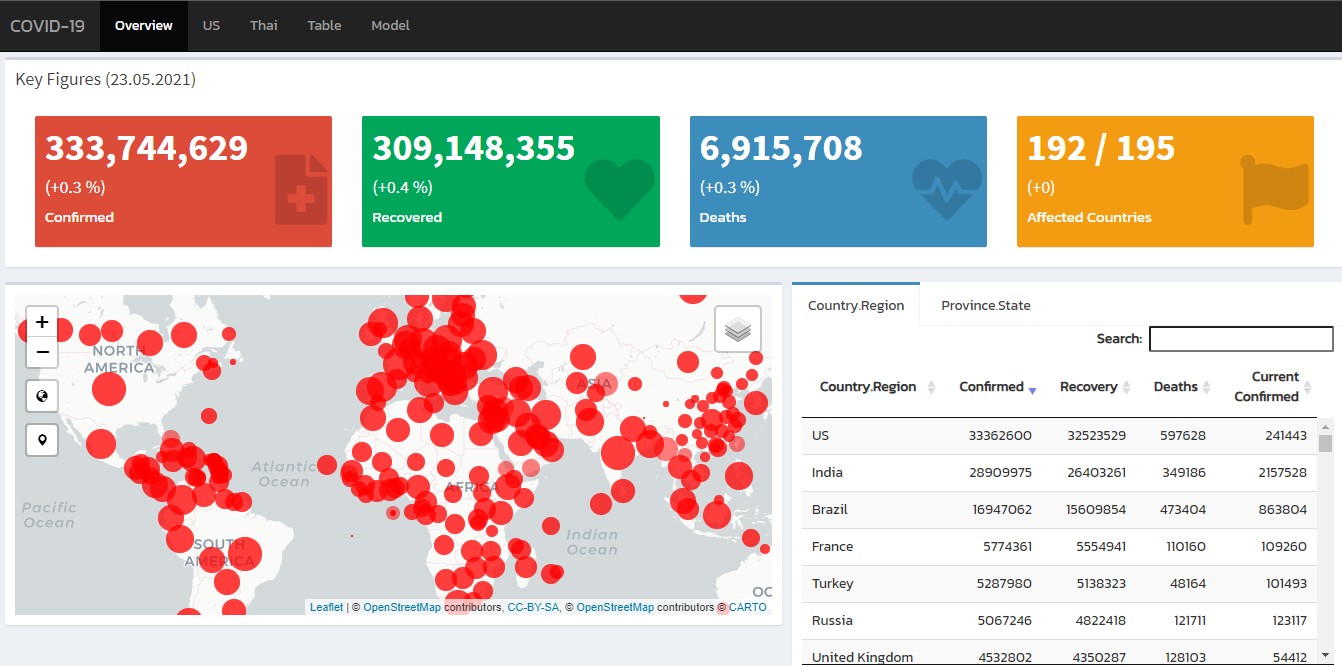 COVID-19 Overview US Thai Table Model
Key Figures (23.05.2021)
333,744,629
(+0.3 %)
Confirmed
309,148,355
(+0.4 %)
Recovered
6,915,708
(+0.3 %)
Deaths
192 / 195
(+0)
Affected Countries
+
−
NORTH
AMERICA
Atlantic
Ocean
Pacific
Ocean
SOUTH
AMERICA
AFRICA
ASIA
Indian
Ocean
OC
Leaflet | © OpenStreetMap contributors, CC-BY-SA, © OpenStreetMap contributors © CARTO
Country.Region Province.State
Search:
Country.Region Confirmed Recovery Deaths Current
Confirmed
US 33362600 32523529 597628 241443
India 28909975 26403261 349186 2157528
Brazil 16947062 15609854 473404 863804
France 5774361 5554941 110160 109260
Turkey 5287980 5138323 48164 101493
Russia 5067246 4822418 121711 123117
United Kingdom 4532802 4350287 128103 54412